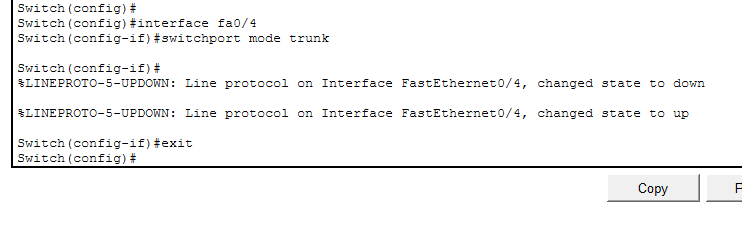 Switch(config)#
Switch(config)#interface fa0/4
Switch(config-if)#switchport mode trunk
Switch(config-if)#
%LINEPROTO-5-UPDOWN: Line protocol on Interface FastEthernet0/4, changed state to down
%LINEPROTO-5-UPDOWN: Line protocol on Interface FastEthernet0/4, changed state to up
Switch(config-if)#exit
Switch(config)#
Copy